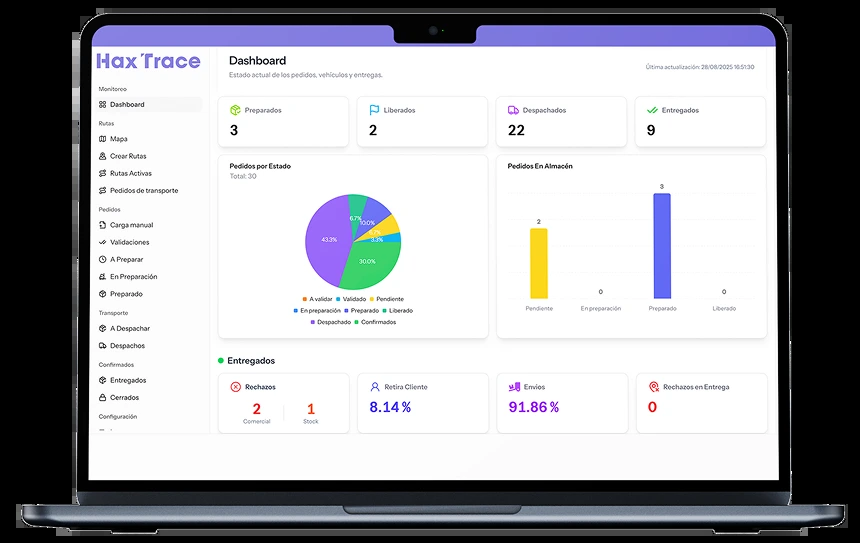 Hax Trace
Monitoreo
Dashboard
Rutas
Mapa
Crear Rutas
Rutas Activas
Pedidos de transporte
Pedidos
Carga manual
Validaciones
A Preparar
En Preparación
Preparado
Transporte
A Despachar
Despachos
Confirmados
Entregados
Cerrados
Configuración
Dashboard
Estado actual de los pedidos, vehículos y entregas.
Última actualización: 28/08/2025 16:51:30
Preparados
3
Liberados
2
Despachados
22
Entregados
9
Pedidos por Estado
Total: 30
6.7%
10.0%
6.7%
3.3%
43.3%
30.0%
A validar Validado Pendiente
En preparación Preparado Liberado
Despachado Confirmados
Pedidos En Almacén
2
0
3
0
Pendiente En preparación Preparado Liberado
Entregados
Rechazos
2 1
Comercial Stock
Retira Cliente
8.14 %
Envíos
91.86 %
Rechazos en Entrega
0